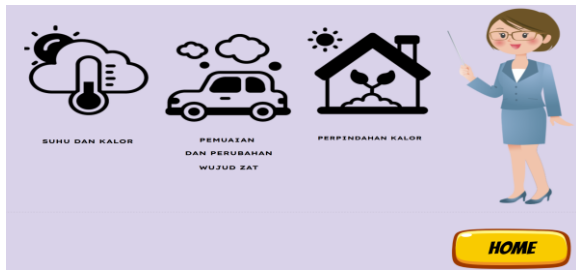 SUHU DAN KALOR
PEMUAIAN
DAN PERUBAHAN
WUJUD ZAT
PERPINDAHAN KALOR
HOME